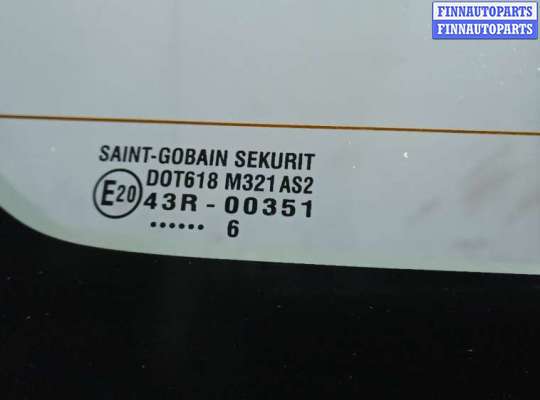 FINNAUTOPARTS
FINNAUTOPARTS
SAINT-GOBAIN SEKURIT
DOT618 M321 AS2
E20 43R - 00351
...... 6